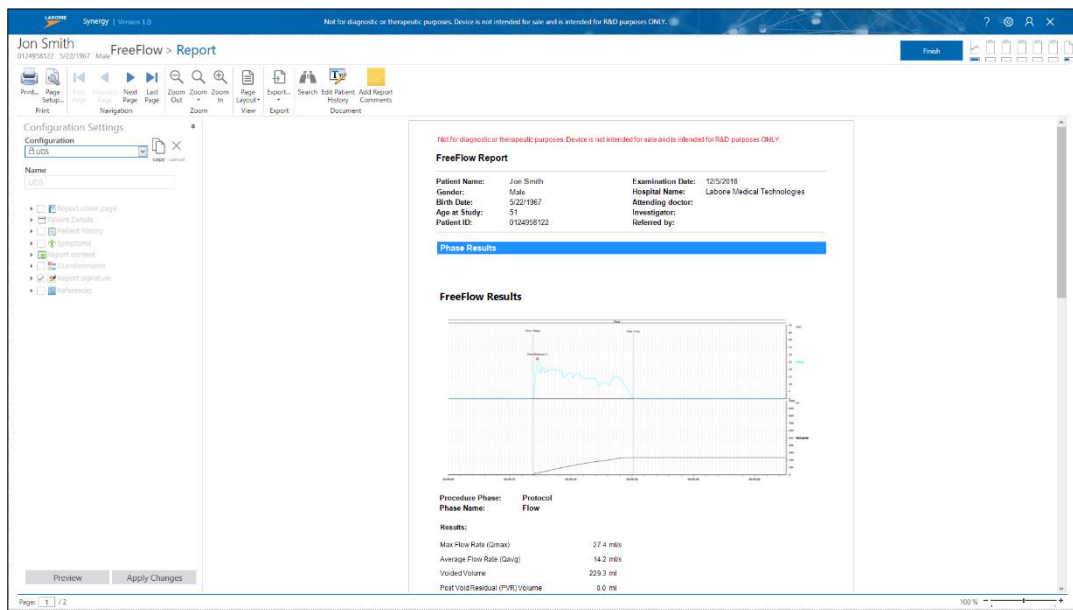 LABORIE Synergy | Version 1.0 Not for diagnostic or therapeutic purposes. Device is not intended for sale and is intended for R&D purposes ONLY.
Jon Smith
0124958122 5/22/1967 Male
FreeFlow > Report
Finish
Print... Page Setup... First Page Previous Page Next Page Last Page Zoom Out Zoom Zoom In Page Layout Export... Search Edit Patient History Add Report Comments
Print Navigation Zoom View Export Document
Configuration Settings
Configuration
UDS
copy cancel
Name
UDS
Report cover page
Patient Details
Patient History
Symptoms
Report content
Questionnaires
Report Signature
References
Preview Apply Changes
Not for diagnostic or therapeutic purposes. Device is not intended for sale and is intended for R&D purposes ONLY.
FreeFlow Report
Patient Name: Jon Smith Examination Date: 12/5/2018
Gender: Male Hospital Name: Laborie Medical Technologies
Birth Date: 5/22/1967 Attending doctor:
Age at Study: 51 Investigator:
Patient ID: 0124958122 Referred by:
Phase Results
FreeFlow Results
Procedure Phase: Protocol
Phase Name: Flow
Results:
Max Flow Rate (Qmax) 27.4 ml/s
Average Flow Rate (Qavg) 14.2 ml/s
Voided Volume 229.3 ml
Post Void Residual (PVR) Volume 0.0 ml
Page: 1 / 2 100 %